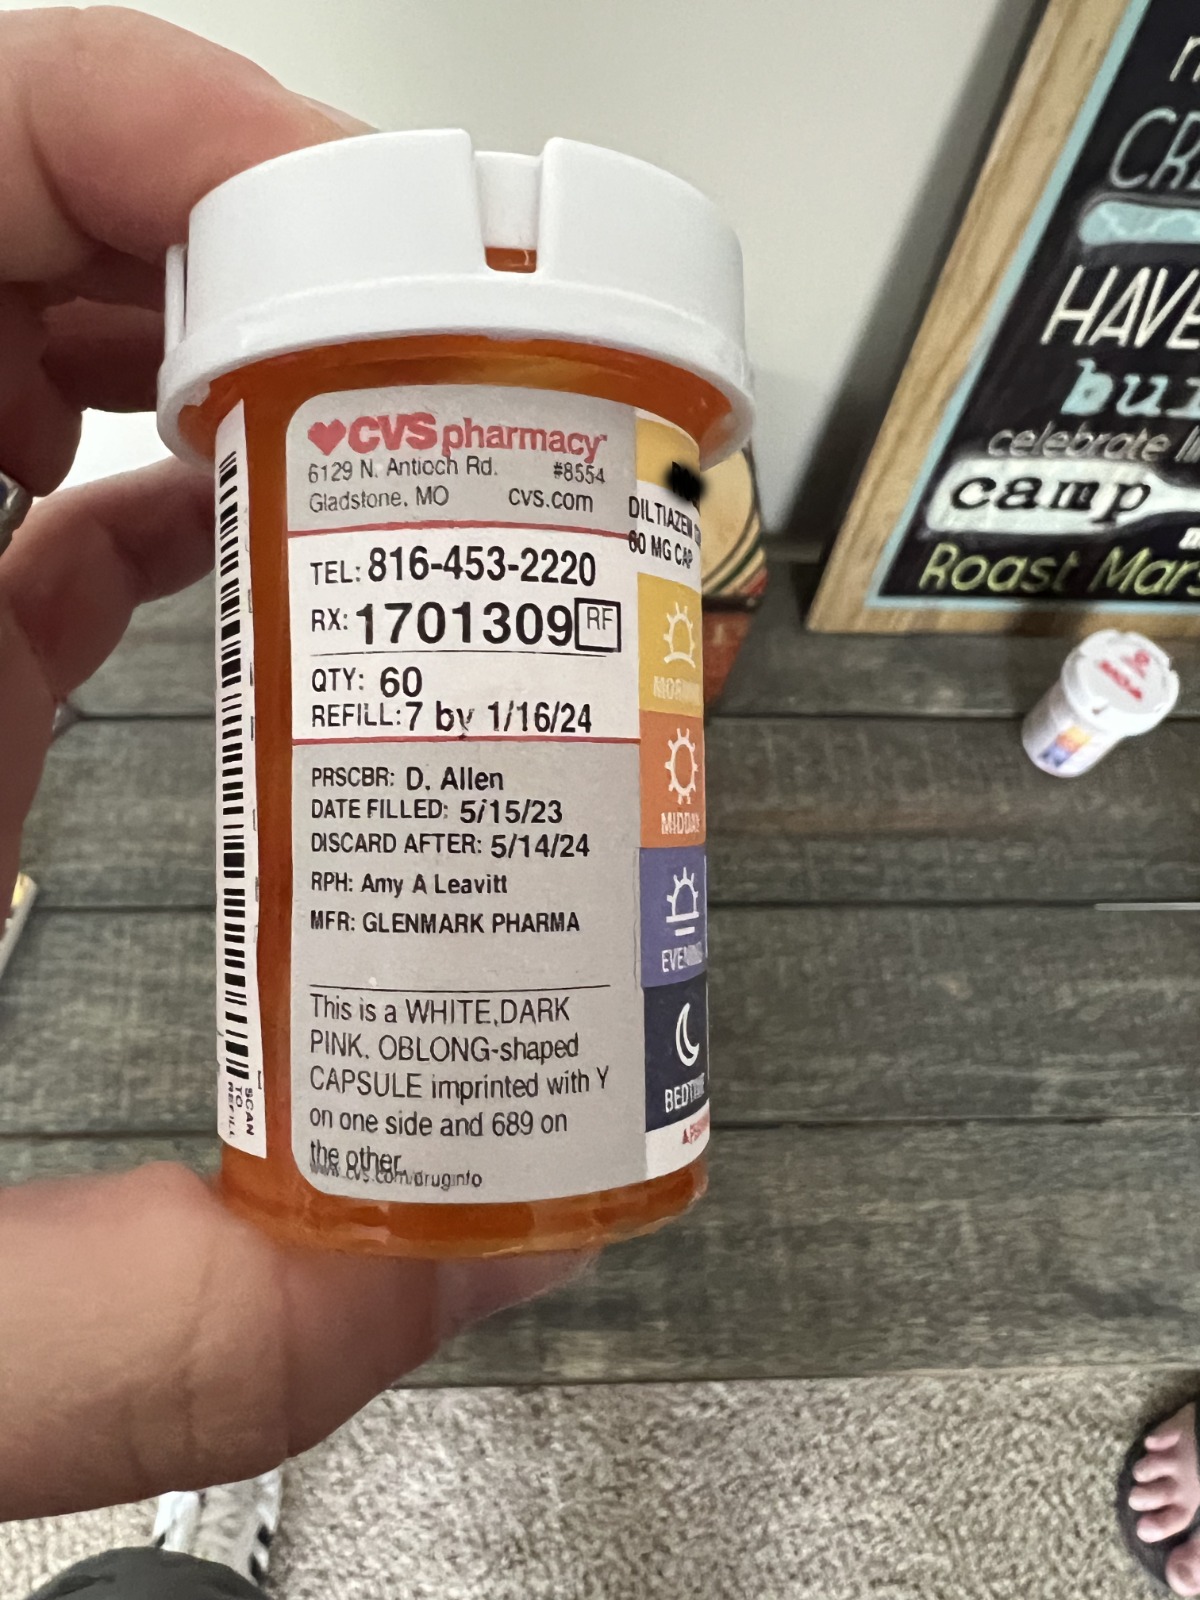 CVS pharmacy
6129 N. Antioch Rd. #8554
Gladstone, MO cvs.com
TEL: 816-453-2220
RX: 1701309 RF
QTY: 60
REFILL: 7 by 1/16/24
PRSCBR: D. Allen
DATE FILLED: 5/15/23
DISCARD AFTER: 5/14/24
RPH: Amy A Leavitt
MFR: GLENMARK PHARMA
This is a WHITE,DARK
PINK, OBLONG-shaped
CAPSULE imprinted with Y
on one side and 689 on
the other.
www.cvs.com/druginfo
SCAN
TO
REFILL
DILTIAZEM
60 MG CAP
MIDDAY
EVENING
BEDTIME
HAVE
celebrate
camp
Roast